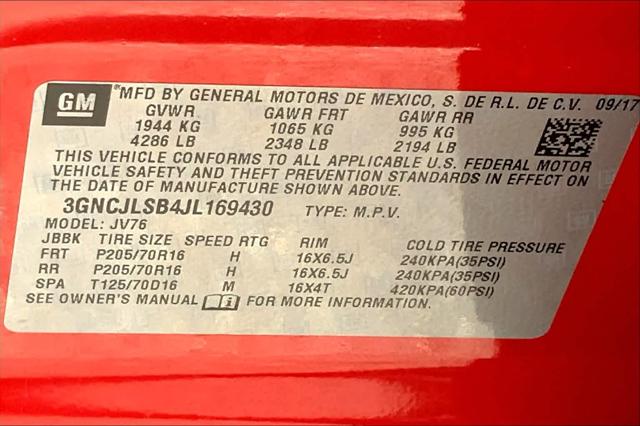 GM ®MFD BY GENERAL MOTORS DE MEXICO, S. DE R.L. DE C.V. 09/17
GVWR GAWR FRT GAWR RR
1944 KG 1065 KG 995 KG
4286 LB 2348 LB 2194 LB
THIS VEHICLE CONFORMS TO ALL APPLICABLE U.S. FEDERAL MOTOR
VEHICLE SAFETY AND THEFT PREVENTION STANDARDS IN EFFECT ON
THE DATE OF MANUFACTURE SHOWN ABOVE.
3GNCJLSB4JL169430 TYPE: M.P.V.
MODEL: JV76
JBBK TIRE SIZE SPEED RTG RIM COLD TIRE PRESSURE
FRT P205/70R16 H 16X6.5J 240KPA(35PSI)
RR P205/70R16 H 16X6.5J 240KPA(35PSI)
SPA T125/70D16 M 16X4T 420KPA(60PSI)
SEE OWNER'S MANUAL FOR MORE INFORMATION.